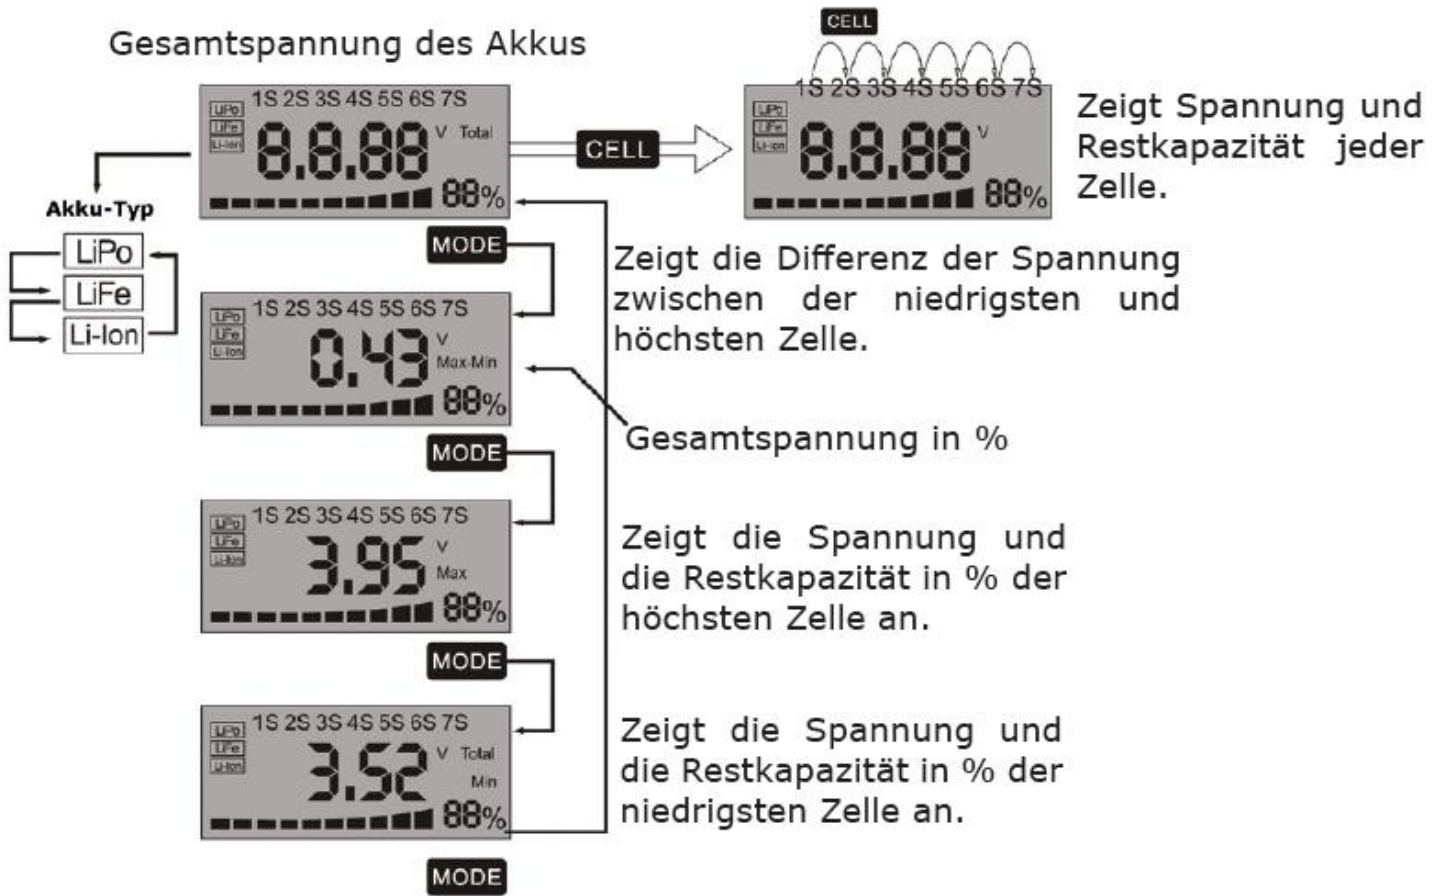 Gesamtspannung des Akkus
CELL
1S 2S 3S 4S 5S 6S 7S
LiPo
LiFe
Li-Ion
8.8.88 V Total
88%
CELL
1S 2S 3S 4S 5S 6S 7S
LiPo
LiFe
Li-Ion
8.8.88 V
88%
Zeigt Spannung und
Restkapazität jeder
Zelle.
Akku-Typ
LiPo
LiFe
Li-Ion
MODE
Zeigt die Differenz der Spannung
zwischen der niedrigsten und
höchsten Zelle.
1S 2S 3S 4S 5S 6S 7S
LiPo
LiFe
Li-Ion
0.43 V
Max-Min
88%
Gesamtspannung in %
MODE
1S 2S 3S 4S 5S 6S 7S
LiPo
LiFe
Li-Ion
3.95 V
Max
88%
Zeigt die Spannung und
die Restkapazität in % der
höchsten Zelle an.
MODE
1S 2S 3S 4S 5S 6S 7S
LiPo
LiFe
Li-Ion
3.52 V Total
Min
88%
Zeigt die Spannung und
die Restkapazität in % der
niedrigsten Zelle an.
MODE